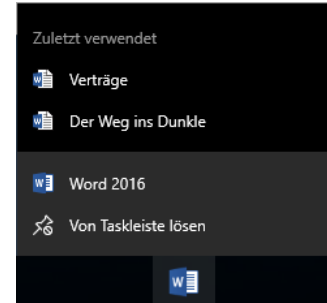 Zuletzt verwendet
Verträge
Der Weg ins Dunkle
Word 2016
Von Taskleiste lösen